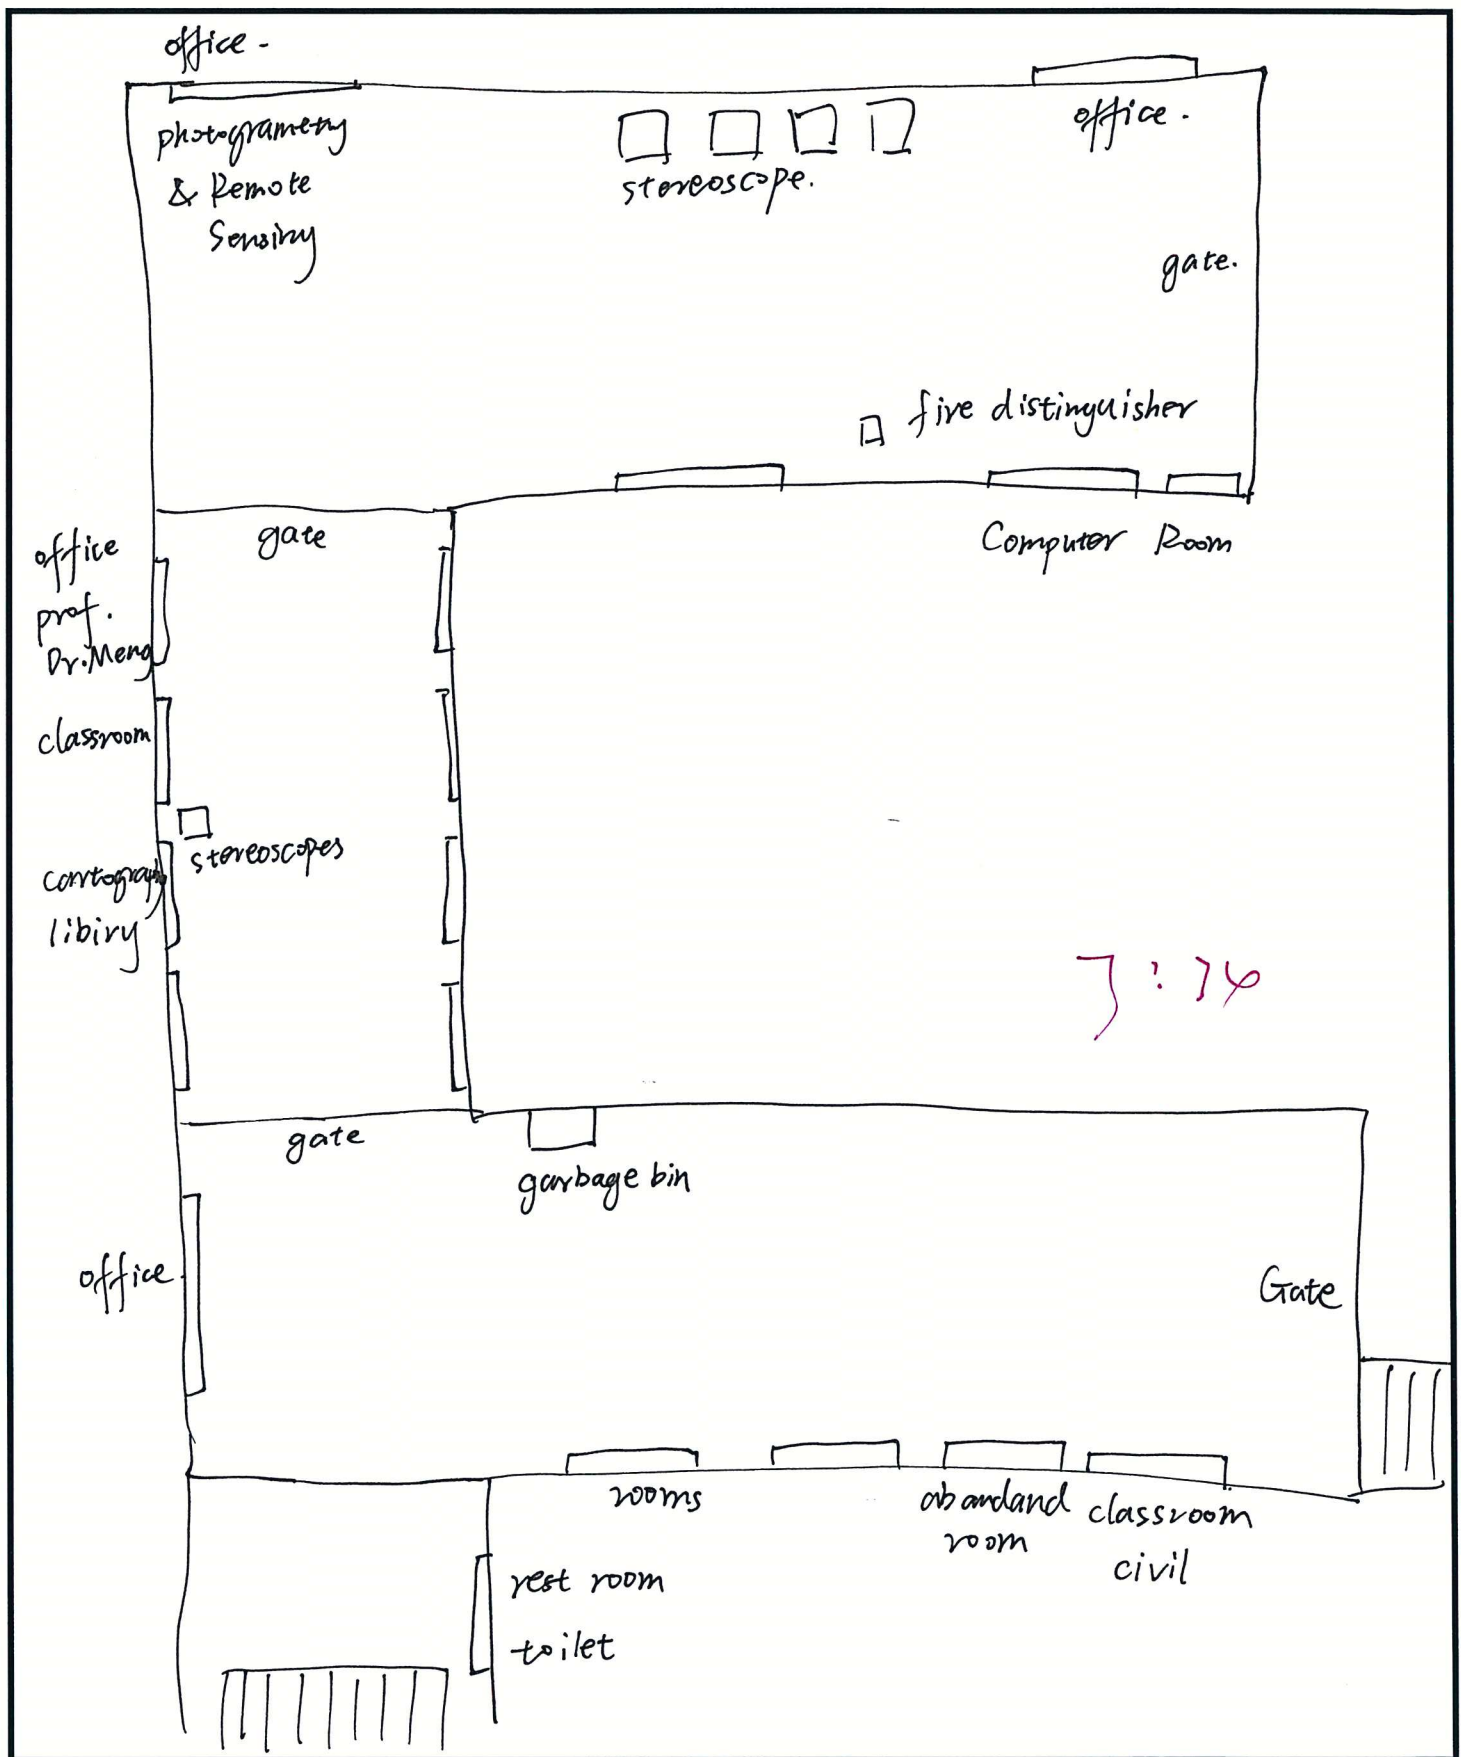 office.
photogrametry
& Remote
Sensing
stereoscope.
office.
gate.
fire distinguisher
Computer Room
gate
office
prof.
Dr.Meng
classroom
stereoscopes
cartography
libiry
gate
garbage bin
office
Gate
rooms
abandand
room
classroom
civil
rest room
toilet